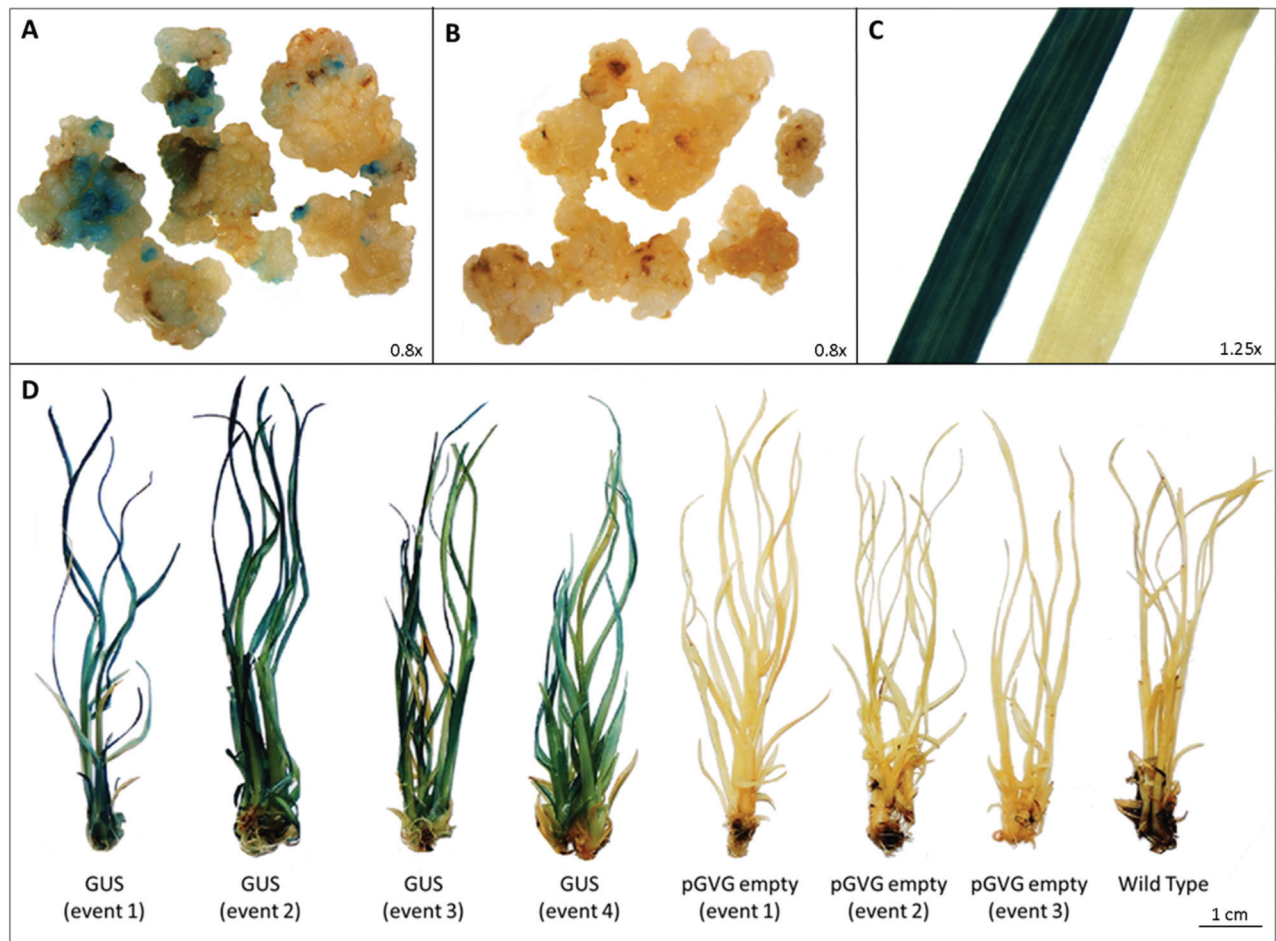 A
B
C
0.8x
0.8x
1.25x
D
GUS
(event 1)
GUS
(event 2)
GUS
(event 3)
GUS
(event 4)
pGVG empty
(event 1)
pGVG empty
(event 2)
pGVG empty
(event 3)
Wild Type
1 cm